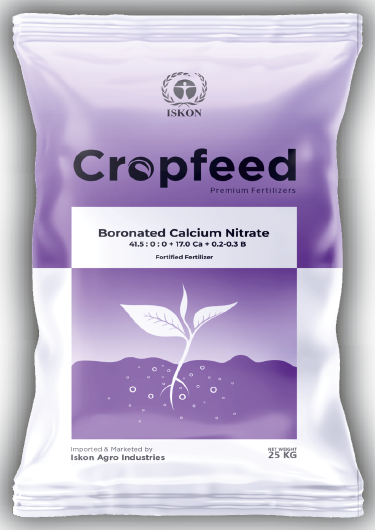 ISKON
Cropfeed
Premium Fertilizers
Boronated Calcium Nitrate
41.5 : 0 : 0 + 17.0 Ca + 0.2-0.3 B
Fortified Fertilizer
Imported & Marketed by
Iskon Agro Industries
NET WEIGHT
25 KG